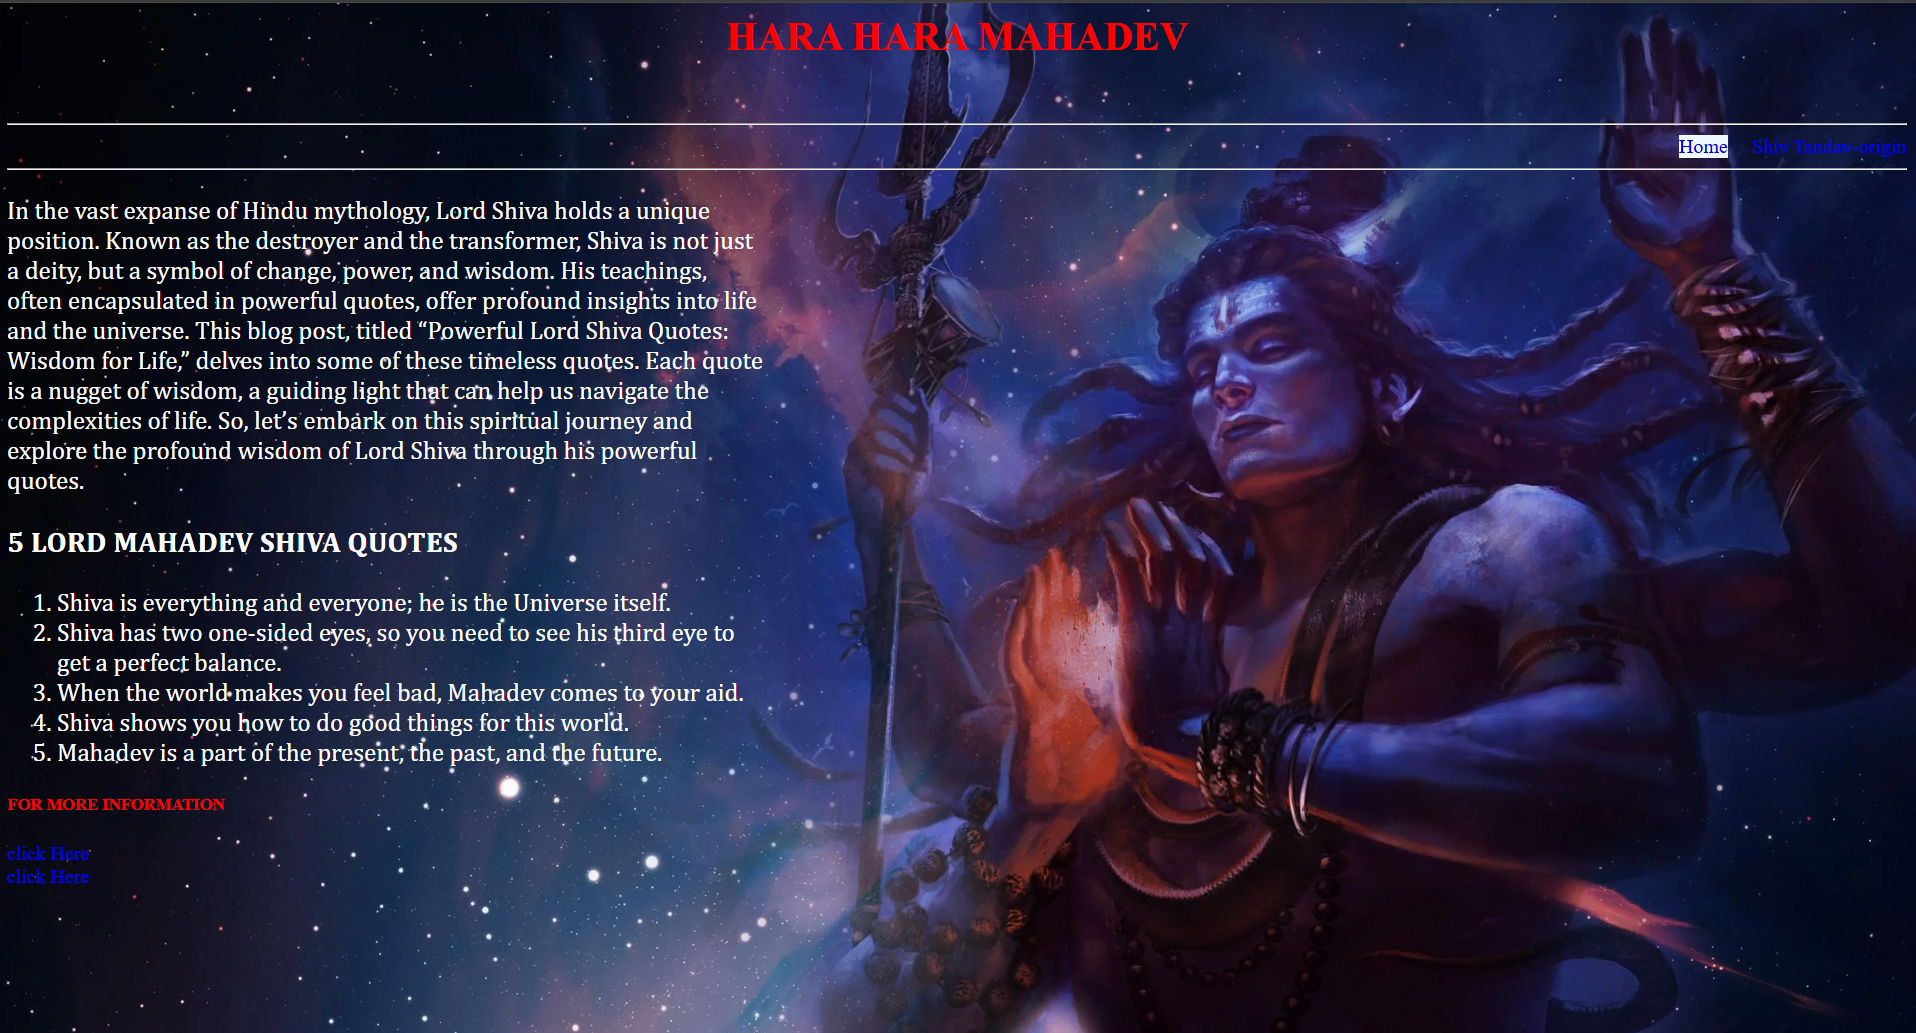 HARA HARA MAHADEV
Home Shiv Tandav-origin
In the vast expanse of Hindu mythology, Lord Shiva holds a unique
position. Known as the destroyer and the transformer, Shiva is not just
a deity, but a symbol of change, power, and wisdom. His teachings,
often encapsulated in powerful quotes, offer profound insights into life
and the universe. This blog post, titled “Powerful Lord Shiva Quotes:
Wisdom for Life,” delves into some of these timeless quotes. Each quote
is a nugget of wisdom, a guiding light that can help us navigate the
complexities of life. So, let’s embark on this spiritual journey and
explore the profound wisdom of Lord Shiva through his powerful
quotes.
5 LORD MAHADEV SHIVA QUOTES
1. Shiva is everything and everyone; he is the Universe itself.
2. Shiva has two one-sided eyes, so you need to see his third eye to
get a perfect balance.
3. When the world makes you feel bad, Mahadev comes to your aid.
4. Shiva shows you how to do good things for this world.
5. Mahadev is a part of the present, the past, and the future.
FOR MORE INFORMATION
click Here
click Here